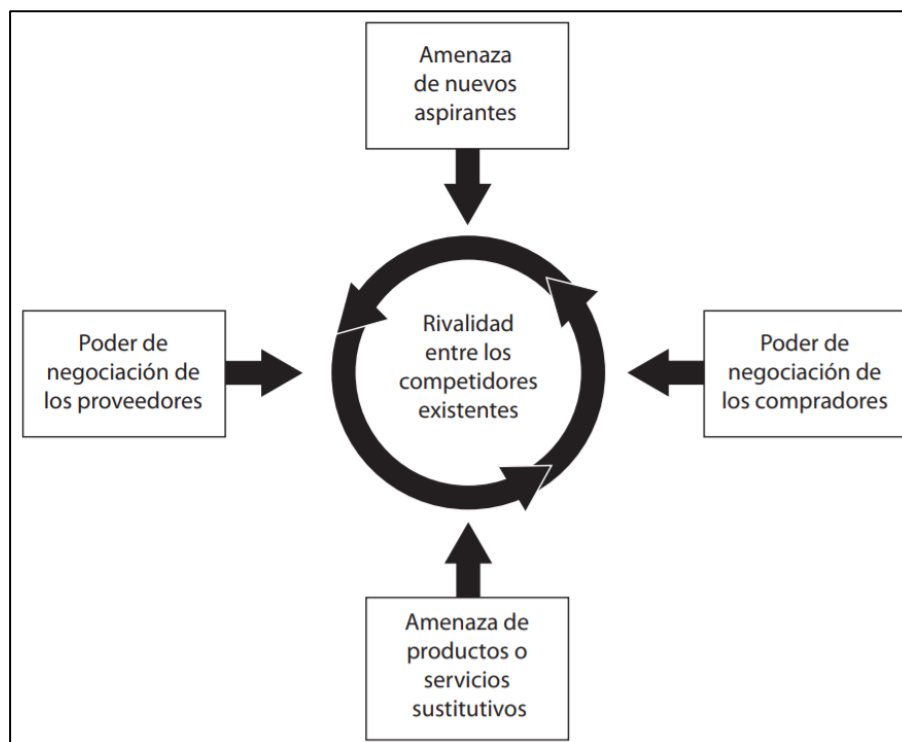 Amenaza
de nuevos
aspirantes
Poder de
negociación de
los proveedores
Rivalidad
entre los
competidores
existentes
Poder de
negociación de
los compradores
Amenaza de
productos o
servicios
sustitutivos